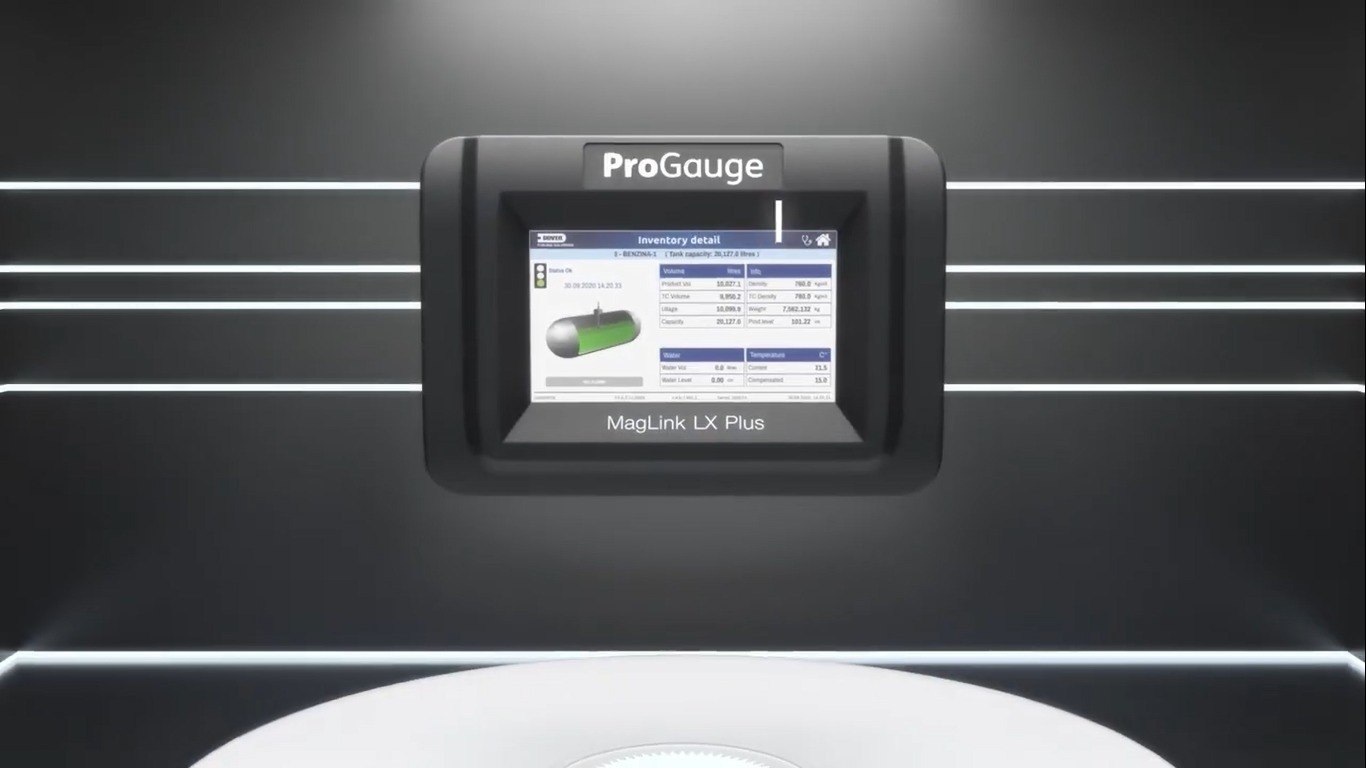 ProGauge
DOVER
Inventory detail
1 - BENZINA-1 ( Tank capacity: 20,127.0 litres )
Status Ok
30.09.2020 14.20.33
Volume litres
Product Vol 10,027.1
TC Volume 9,950.2
Ullage 10,099.9
Capacity 20,127.0
Info
Density 760.0 Kg/m3
TC Density 760.0 Kg/m3
Weight 7,562,132 Kg
Prod level 101.22
Water
Water Vol 0.0 litres
Water Level 0.00
Temperature C°
Current 21.5
Compensated 15.0
MagLink LX Plus